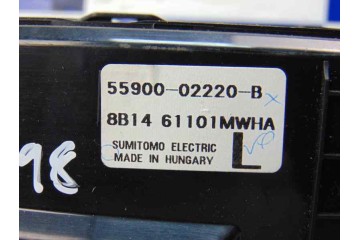 55900-02220-B
8B14 61101MWHA
SUMITOMO ELECTRIC
MADE IN HUNGARY
L
98